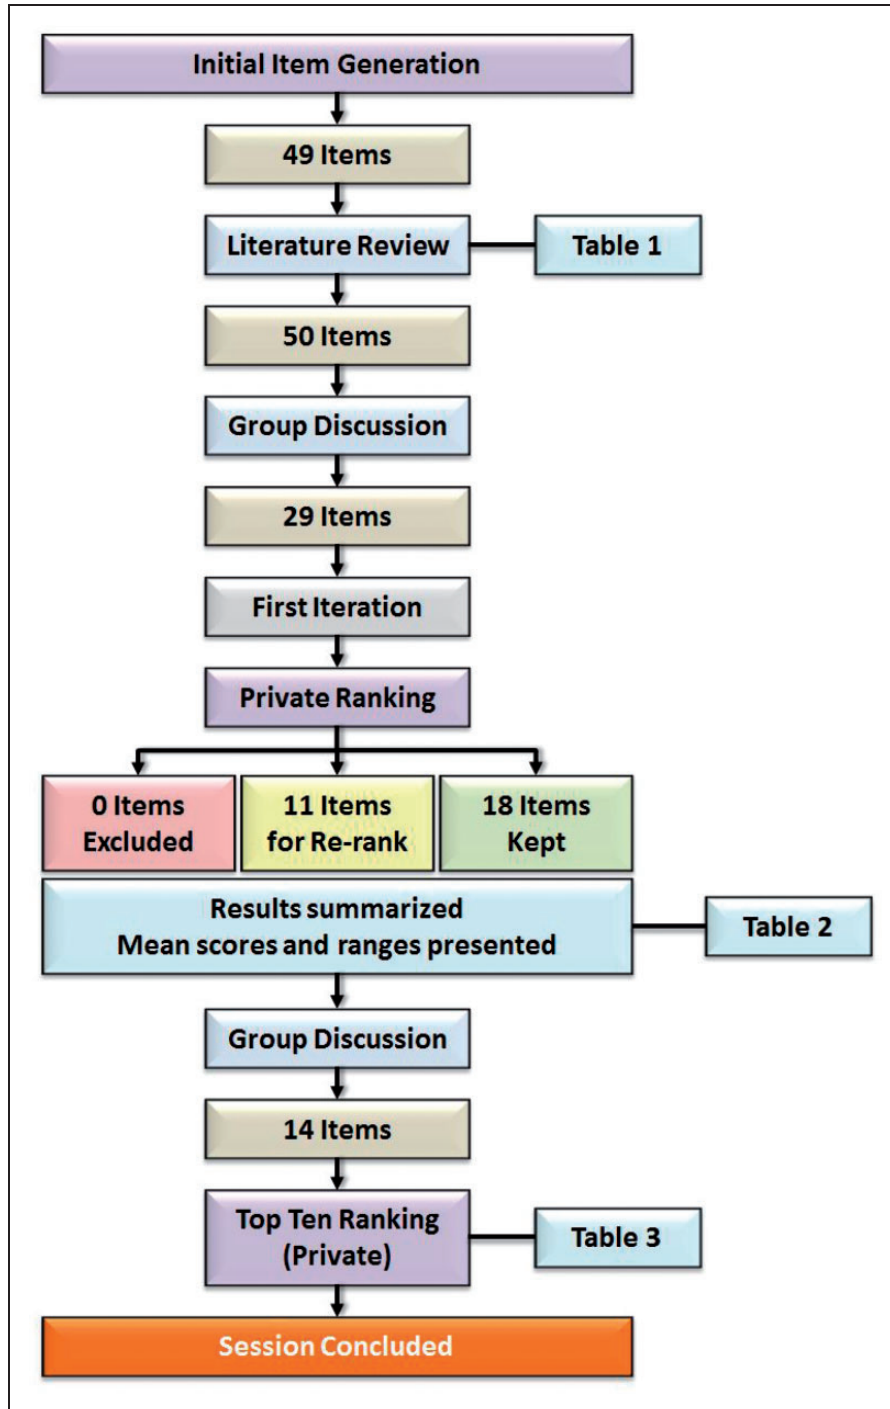 Initial Item Generation
49 Items
Literature Review
Table 1
50 Items
Group Discussion
29 Items
First Iteration
Private Ranking
0 Items
Excluded
11 Items
for Re-rank
18 Items
Kept
Results summarized
Mean scores and ranges presented
Table 2
Group Discussion
14 Items
Top Ten Ranking
(Private)
Table 3
Session Concluded